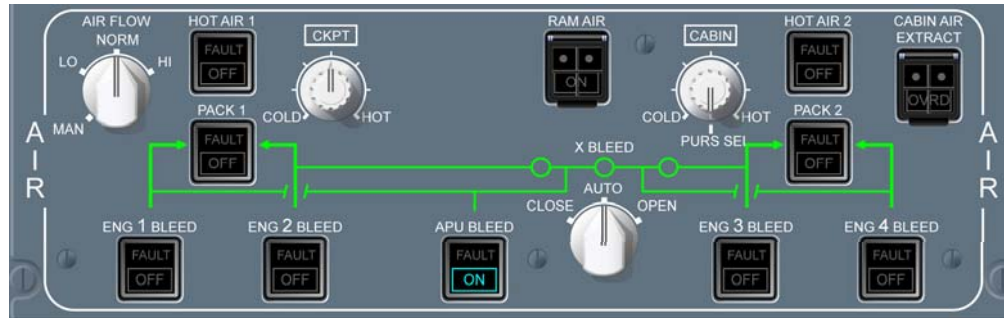 AIR FLOW
NORM
LO
HI
MAN
HOT AIR 1
FAULT
OFF
CKPT
COLD
HOT
RAM AIR
ON
CABIN
COLD
HOT
PURS SEL
HOT AIR 2
FAULT
OFF
CABIN AIR
EXTRACT
OVRD
PACK 1
FAULT
OFF
PACK 2
FAULT
OFF
AIR
AIR
X BLEED
AUTO
CLOSE
OPEN
ENG 1 BLEED
FAULT
OFF
ENG 2 BLEED
FAULT
OFF
APU BLEED
FAULT
ON
ENG 3 BLEED
FAULT
OFF
ENG 4 BLEED
FAULT
OFF